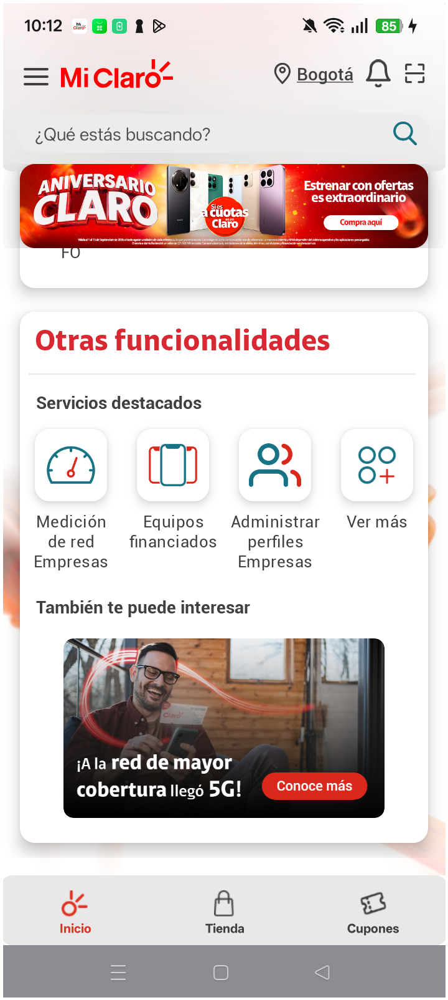 10:12
85
Mi Claro
Bogotá
¿Qué estás buscando?
ANIVERSARIO
CLARO
Si es
a cuotas
es en
Claro
Estrenar con ofertas
es extraordinario
Compra aquí
FO
Otras funcionalidades
Servicios destacados
Medición
de red
Empresas
Equipos
financiados
Administrar
perfiles
Empresas
Ver más
También te puede interesar
Claro
¡A la red de mayor
cobertura llegó 5G!
Conoce más
Inicio
Tienda
Cupones